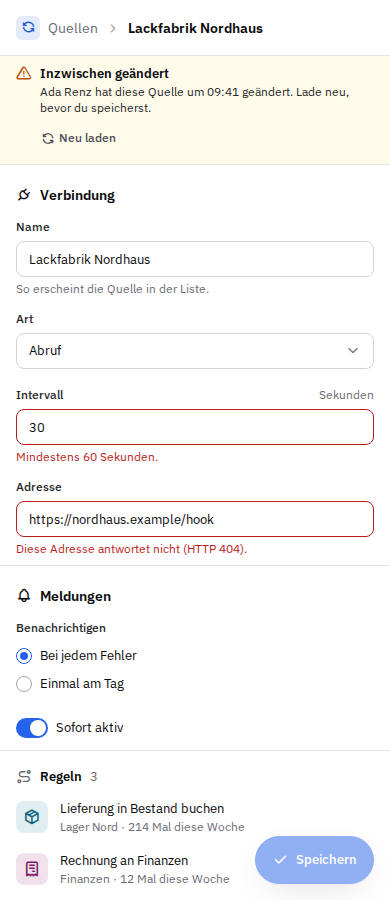 Quellen > Lackfabrik Nordhaus
Inzwischen geändert
Ada Renz hat diese Quelle um 09:41 geändert. Lade neu,
bevor du speicherst.
Neu laden
Verbindung
Name
Lackfabrik Nordhaus
So erscheint die Quelle in der Liste.
Art
Abruf
Intervall Sekunden
30
Mindestens 60 Sekunden.
Adresse
https://nordhaus.example/hook
Diese Adresse antwortet nicht (HTTP 404).
Meldungen
Benachrichtigen
Bei jedem Fehler
Einmal am Tag
Sofort aktiv
Regeln 3
Lieferung in Bestand buchen
Lager Nord · 214 Mal diese Woche
Rechnung an Finanzen
Finanzen · 12 Mal diese Woche
Speichern